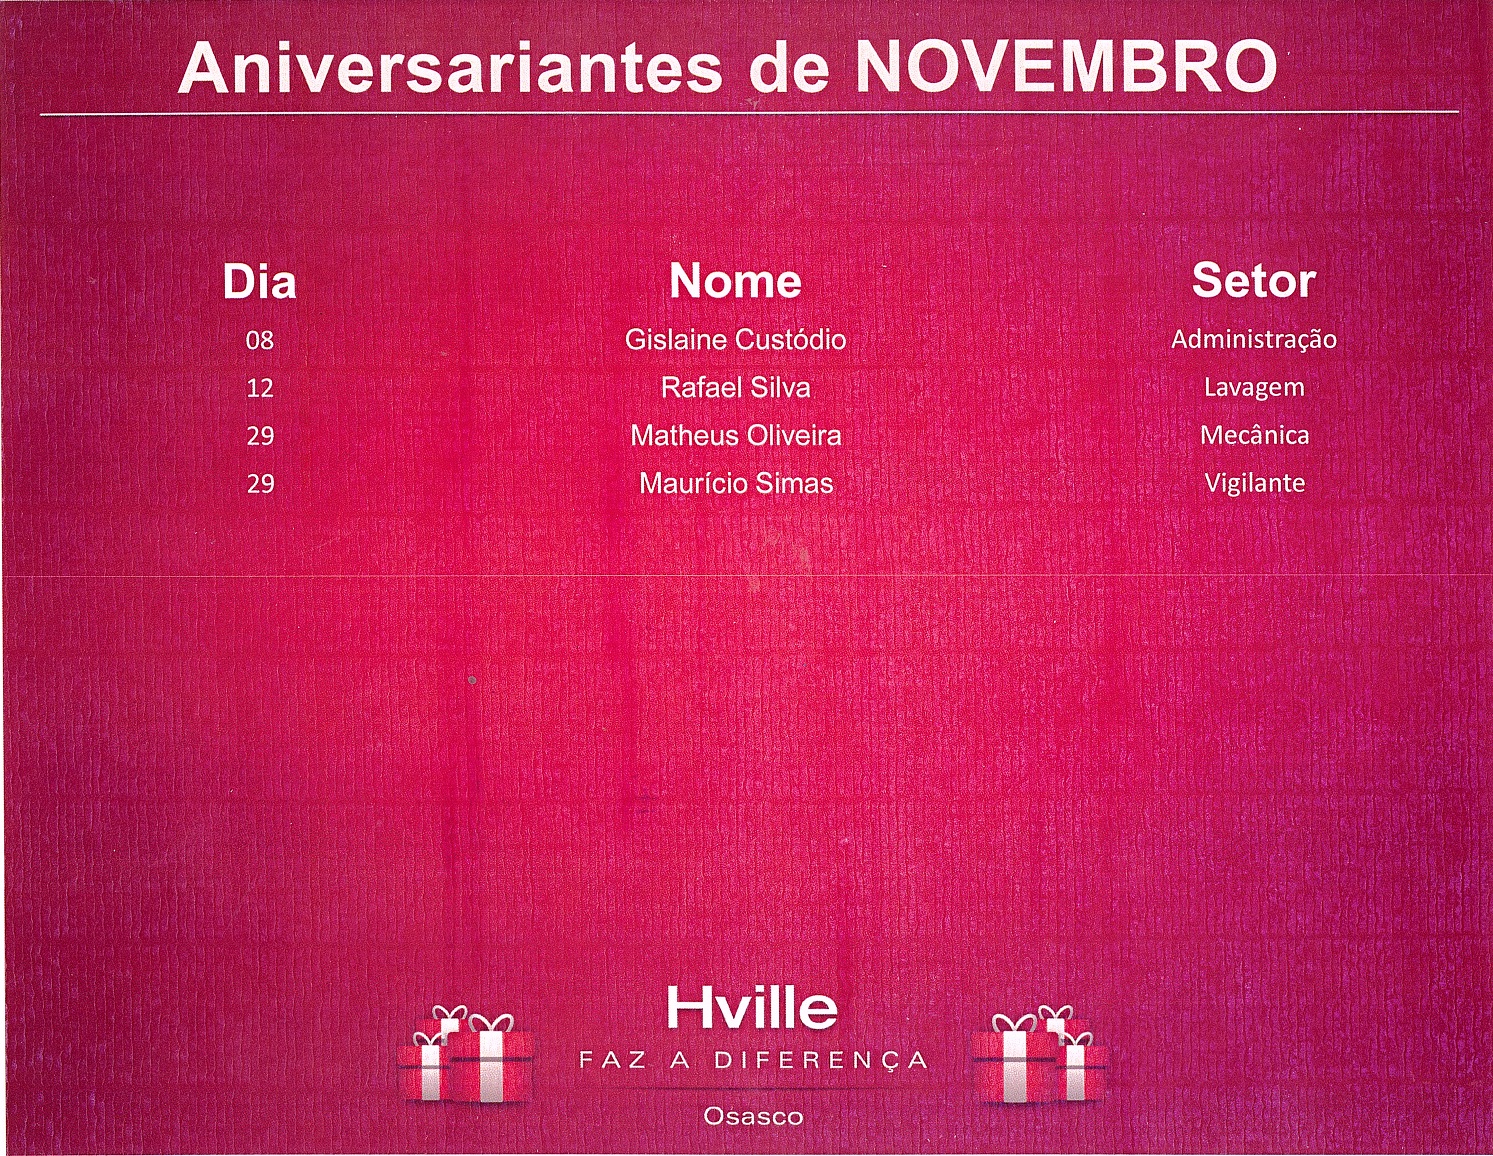 Aniversariantes de NOVEMBRO
Dia Nome Setor
08 Gislaine Custódio Administração
12 Rafael Silva Lavagem
29 Matheus Oliveira Mecânica
29 Maurício Simas Vigilante
Hville
FAZ A DIFERENÇA
Osasco